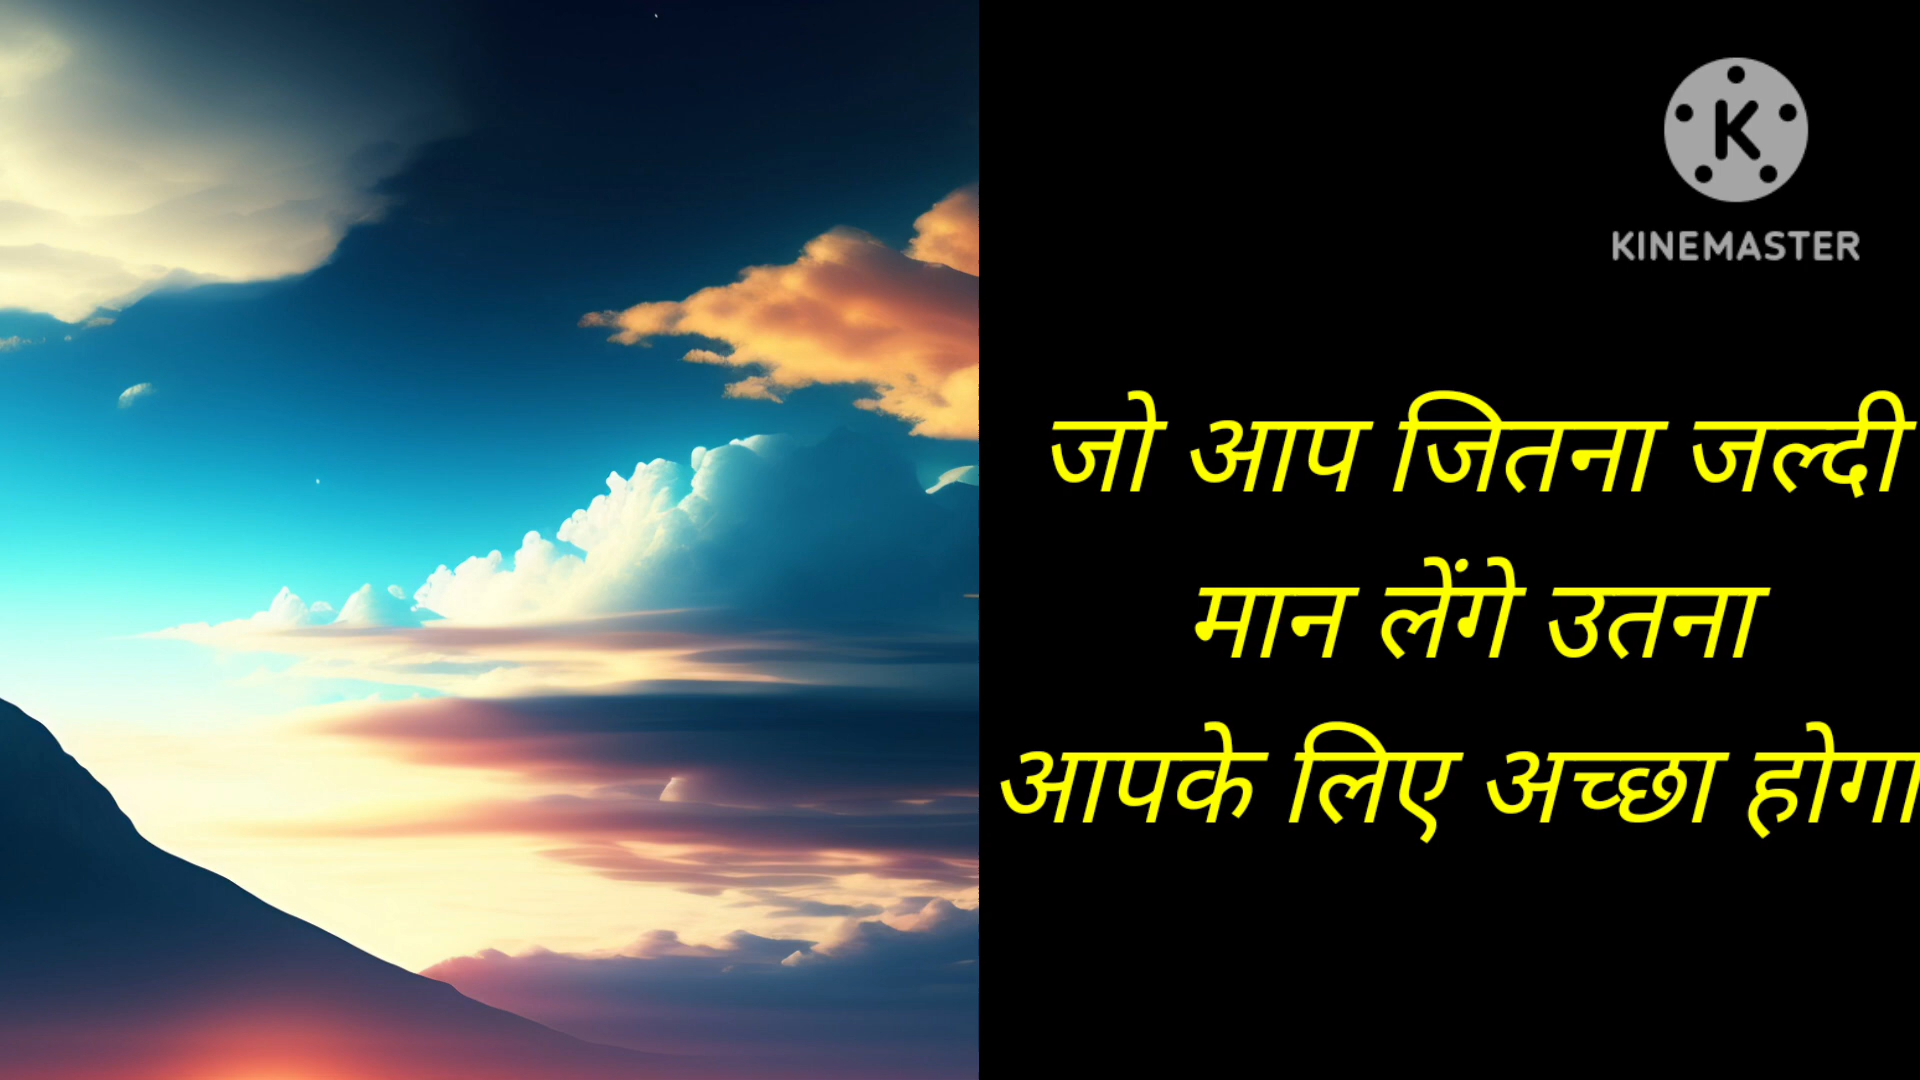 KINEMASTER
जो आप जितना जल्दी
मान लेंगे उतना
आपके लिए अच्छा होगा